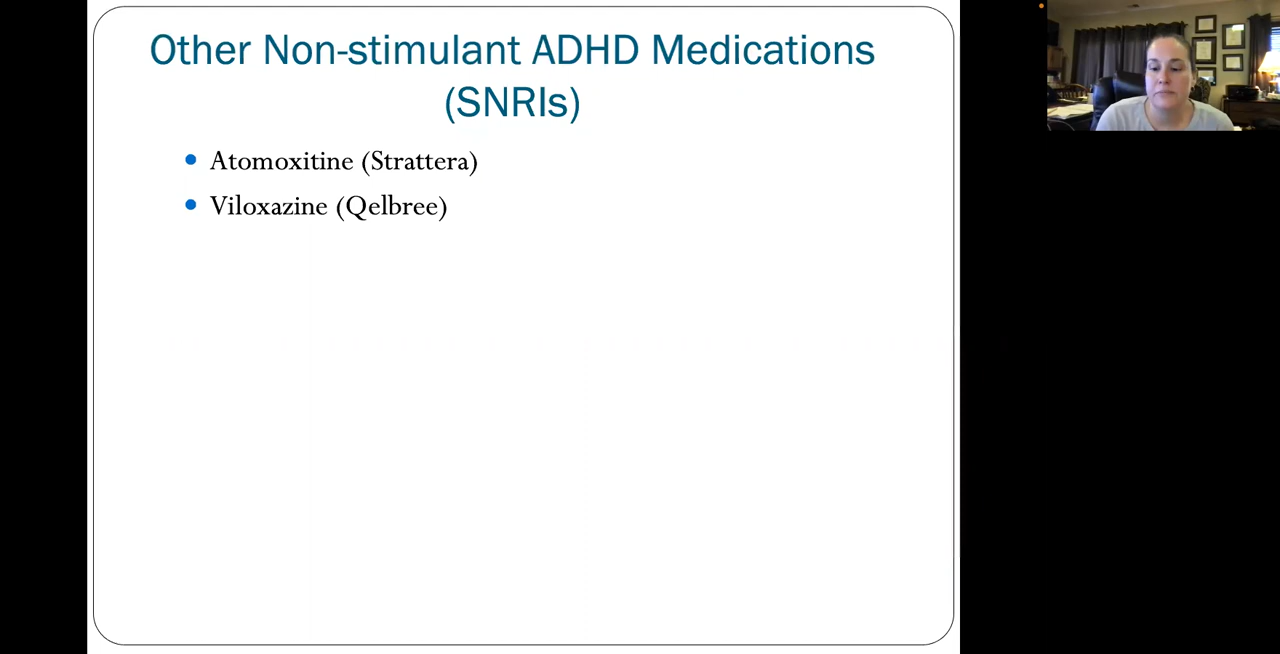 Other Non-stimulant ADHD Medications
(SNRIs)
Atomoxitine (Strattera)
Viloxazine (Qelbree)